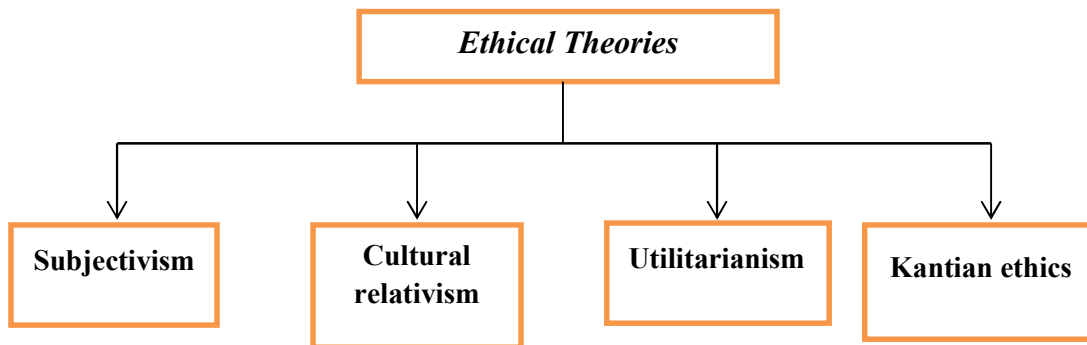 Ethical Theories
Subjectivism
Cultural
relativism
Utilitarianism
Kantian ethics